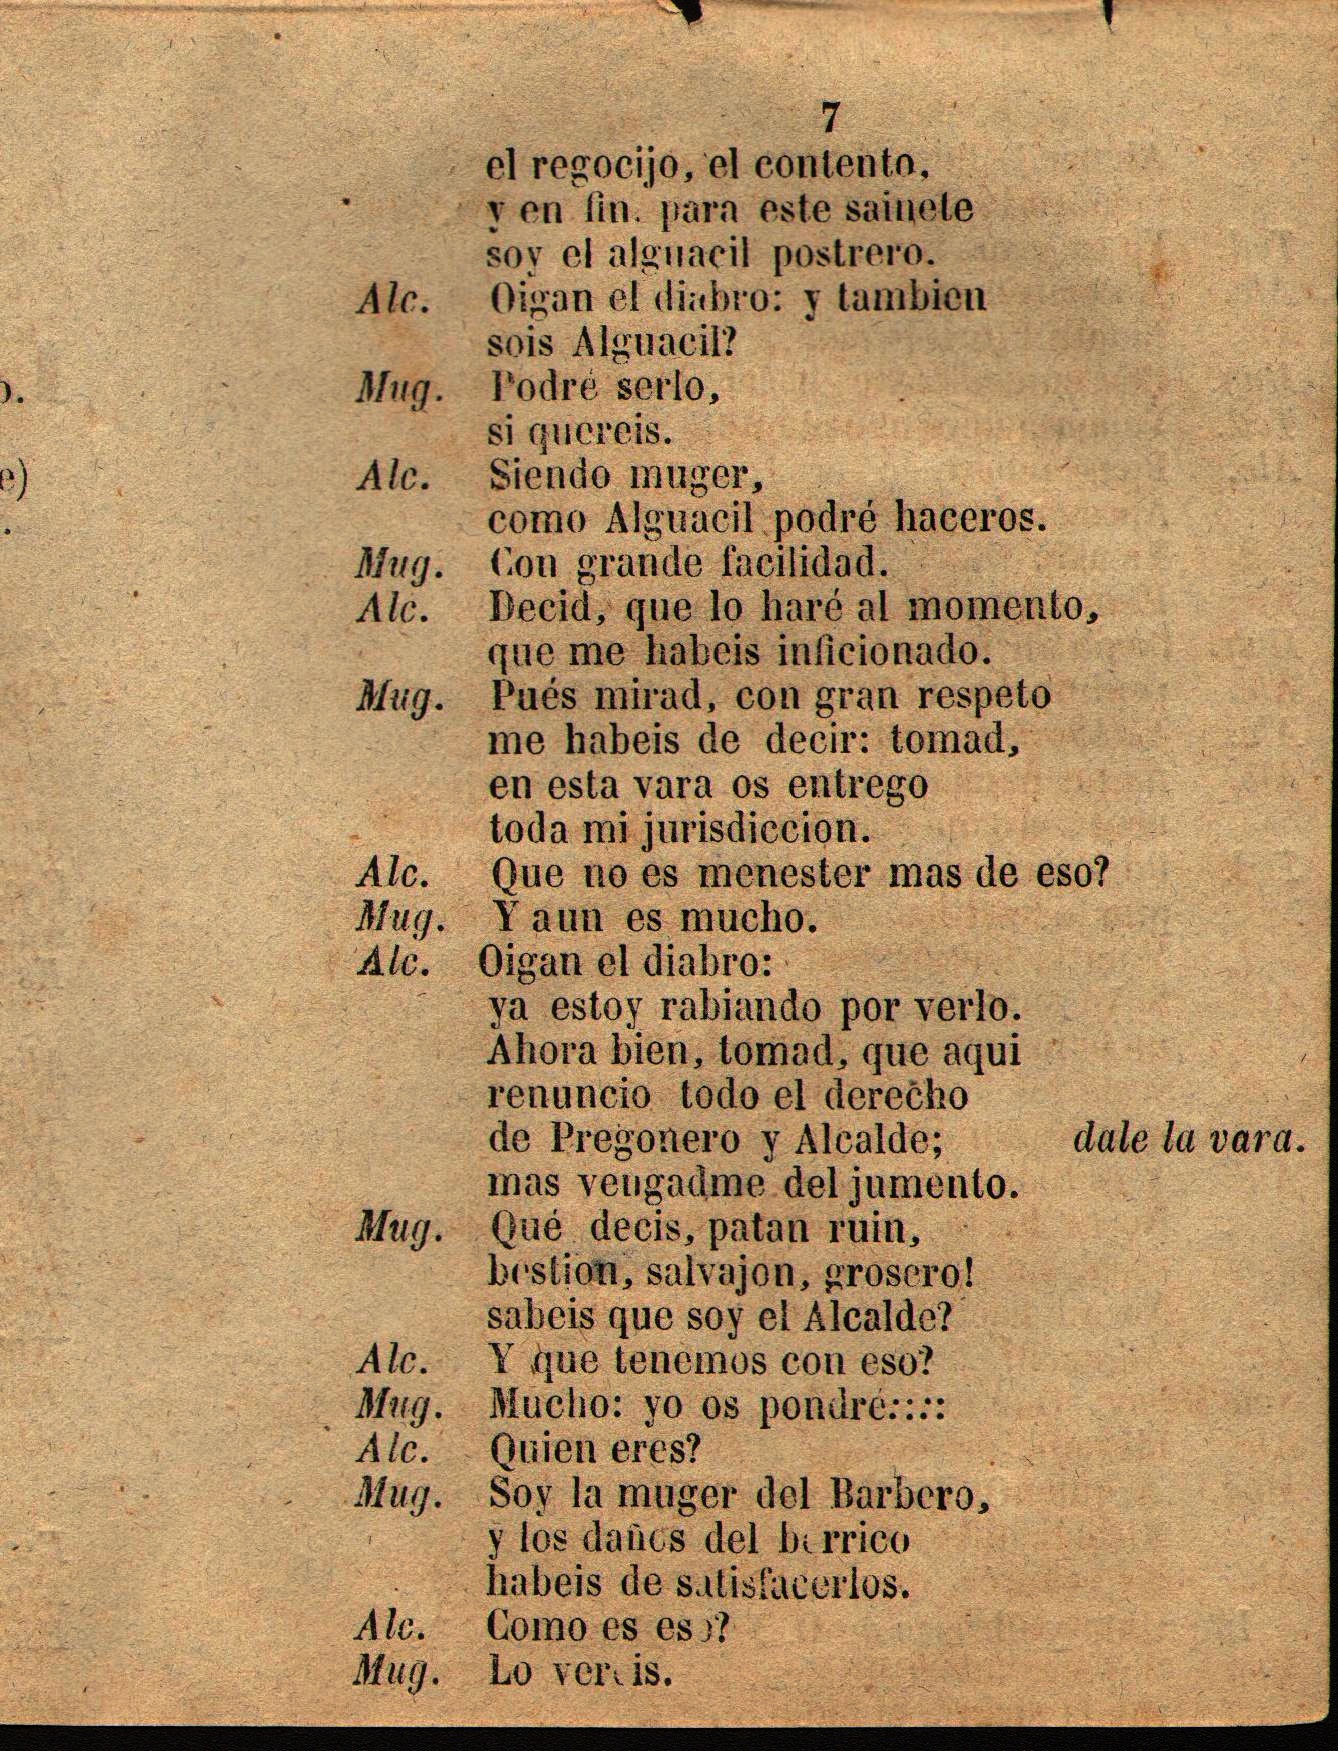 7
el regocijo, el contento,
y en fin. para este sainete
soy el alguacil postrero.
Alc. Oigan el diabro: y tambien
sois Alguacil?
Mug. Podré serlo,
si quereis.
Alc. Siendo muger,
como Alguacil podré haceros.
Mug. Con grande facilidad.
Alc. Decid, que lo haré al momento,
que me habeis inficionado.
Mug. Pués mirad, con gran respeto
me habeis de decir: tomad,
en esta vara os entrego
toda mi jurisdiccion.
Alc. Que no es menester mas de eso?
Mug. Y aun es mucho.
Alc. Oigan el diabro:
ya estoy rabiando por verlo.
Ahora bien, tomad, que aqui
renuncio todo el derecho
de Pregonero y Alcalde; dale la vara.
mas vengadme del jumento.
Mug. Qué decis, patan ruin,
bestion, salvajon, grosero!
sabeis que soy el Alcalde?
Alc. Y que tenemos con eso?
Mug. Mucho: yo os pondré:::::
Alc. Quien eres?
Mug. Soy la muger del Barbero,
y los daños del borrico
habeis de satisfacerlos.
Alc. Como es eso?
Mug. Lo vereis.